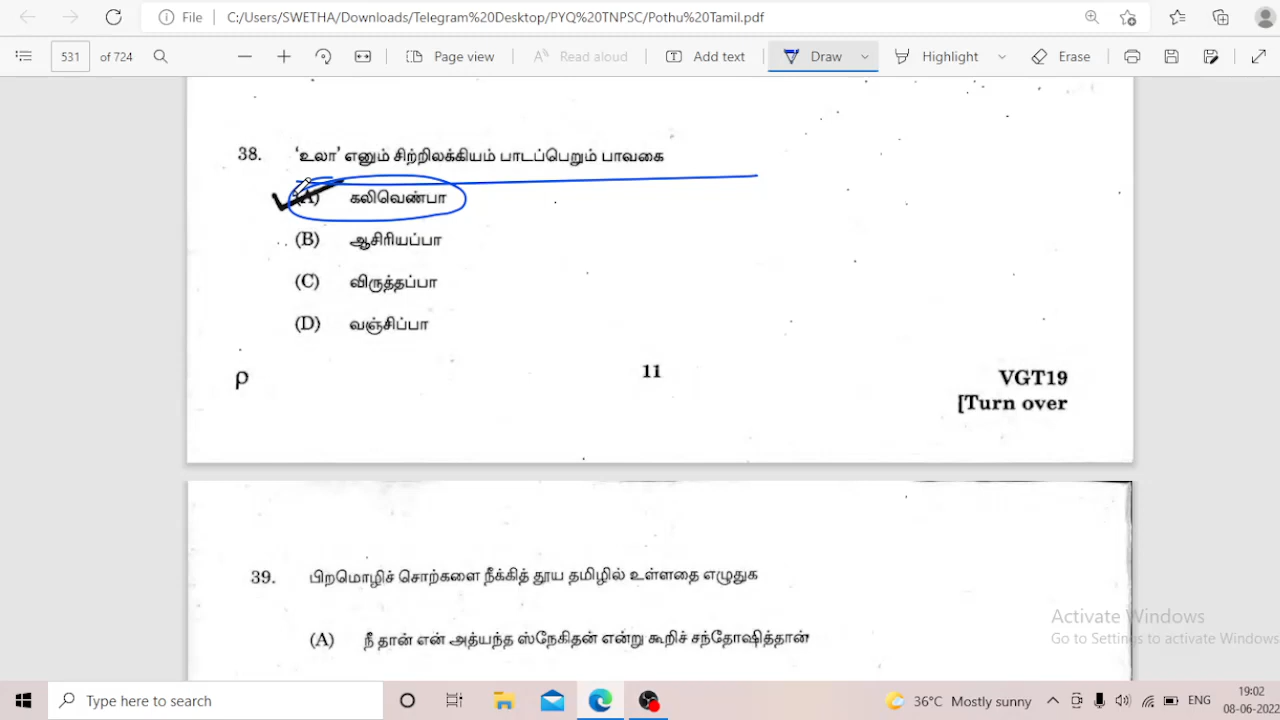 File C:/Users/SWETHA/Downloads/Telegram%20Desktop/PYQ%20TNPSC/Pothu%20Tamil.pdf
531 of 724 Page view Read aloud Add text Draw Highlight Erase
38. 'உலா' எனும் சிற்றிலக்கியம் பாடப்பெறும் பாவகை
(A) கலிவெண்பா
(B) ஆசிரியப்பா
(C) விருத்தப்பா
(D) வஞ்சிப்பா
ρ 11 VGT19
[Turn over
39. பிறமொழிச் சொற்களை நீக்கித் தூய தமிழில் உள்ளதை எழுதுக
Activate Windows
Go to Settings to activate Windows
(A) நீ தான் என் அத்யந்த ஸ்நேகிதன் என்று கூறிச் சந்தோஷித்தான்
Type here to search 36°C Mostly sunny ENG 19:02
08-06-2022